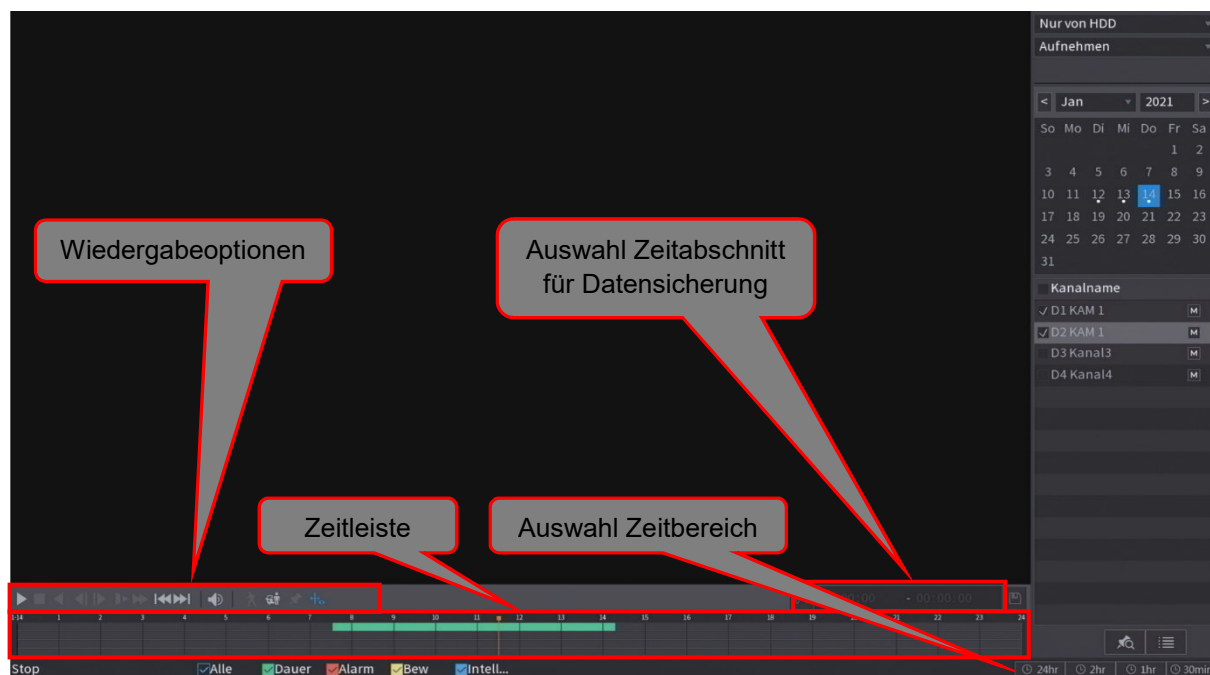 Nur von HDD
Aufnehmen
< Jan 2021 >
So Mo Di Mi Do Fr Sa
1 2
3 4 5 6 7 8 9
10 11 12 13 14 15 16
17 18 19 20 21 22 23
24 25 26 27 28 29 30
31
Wiedergabeoptionen
Auswahl Zeitabschnitt
für Datensicherung
Kanalname
D1 KAM 1 M
D2 KAM 1 M
D3 Kanal3 M
D4 Kanal4 M
Zeitleiste
Auswahl Zeitbereich
- 00:00:00
1-14 1 2 3 4 5 6 7 8 9 10 11 12 13 14 15 16 17 18 19 20 21 22 23 24
Stop Alle Dauer Alarm Bew Intell...
24hr 2hr 1hr 30min